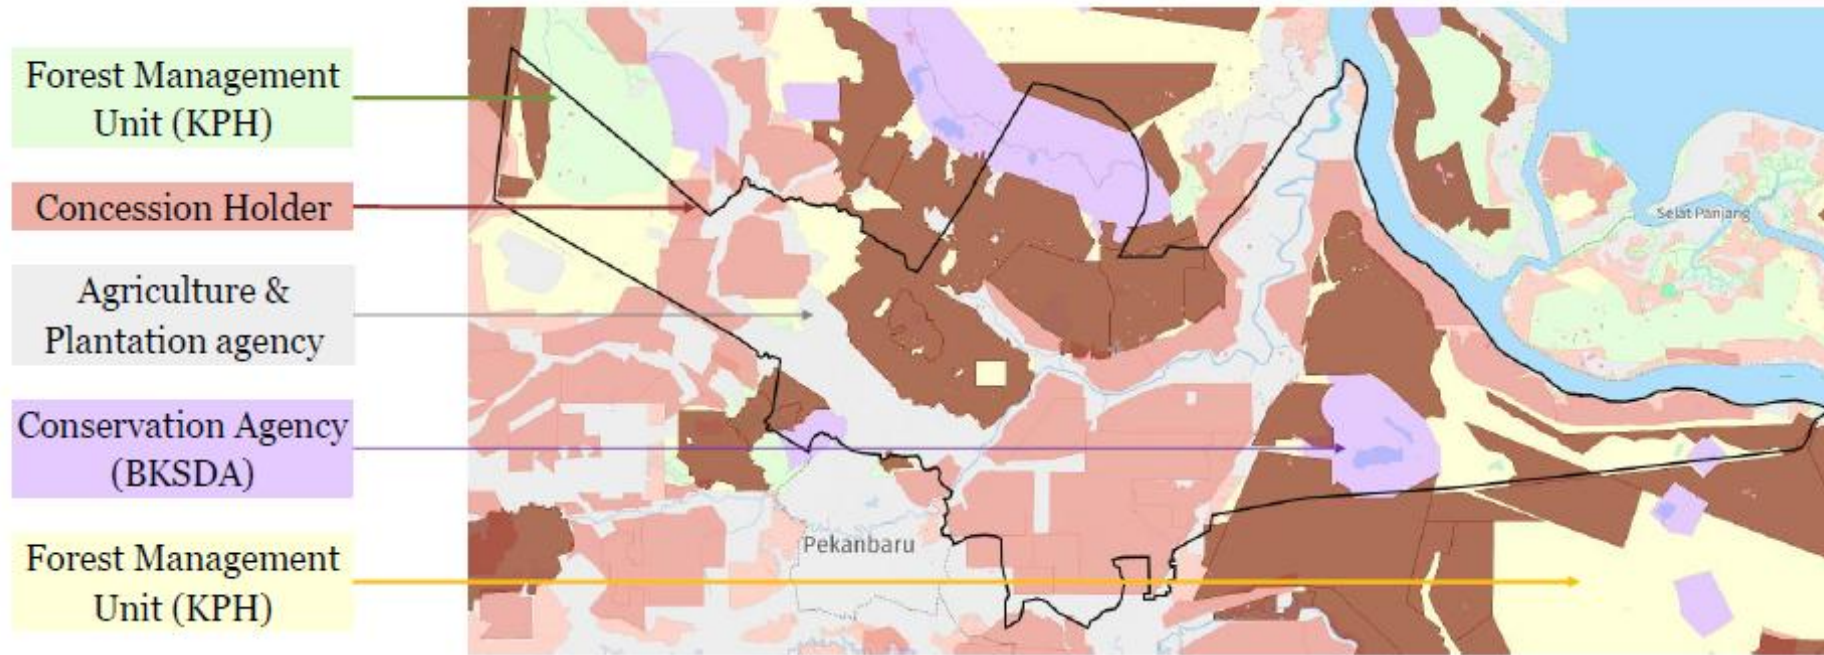 Forest Management
Unit (KPH)
Concession Holder
Agriculture &
Plantation agency
Conservation Agency
(BKSDA)
Forest Management
Unit (KPH)
Selat Panjang
Pekanbaru